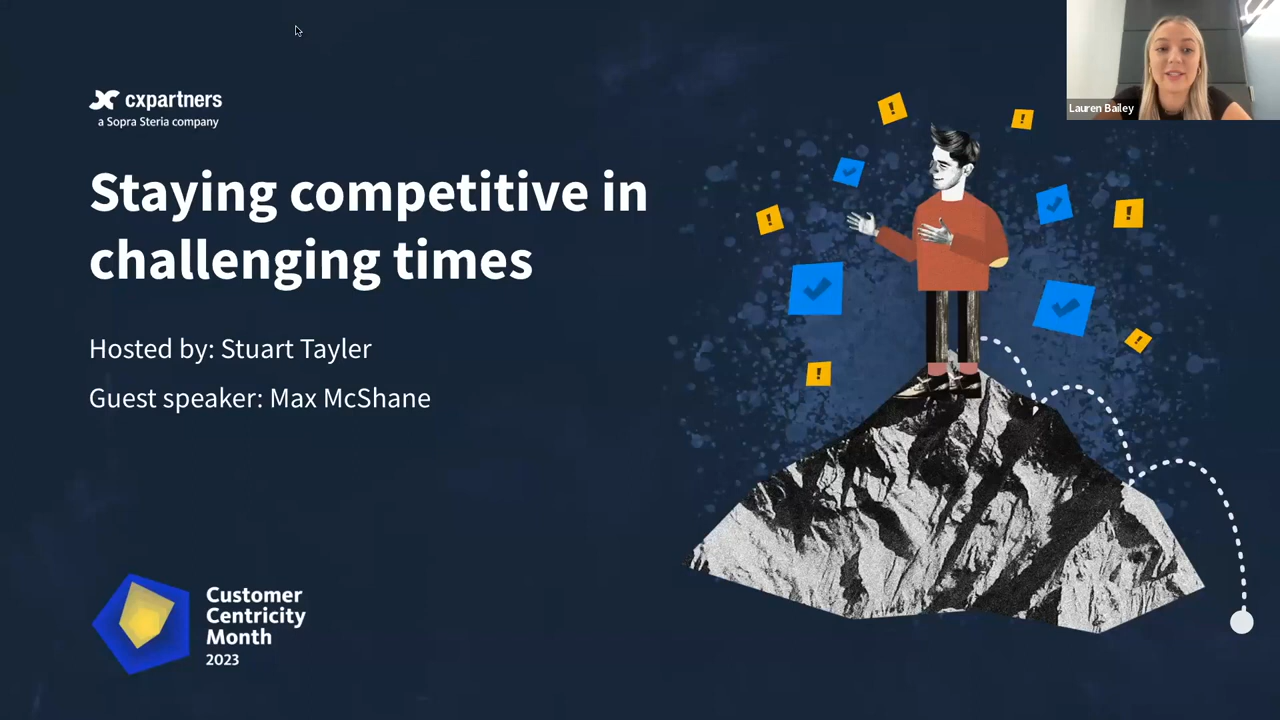 cxpartners
a Sopra Steria company
Staying competitive in
challenging times
Hosted by: Stuart Tayler
Guest speaker: Max McShane
Customer
Centricity
Month
2023
Lauren Bailey
!
!
!
!
!
!